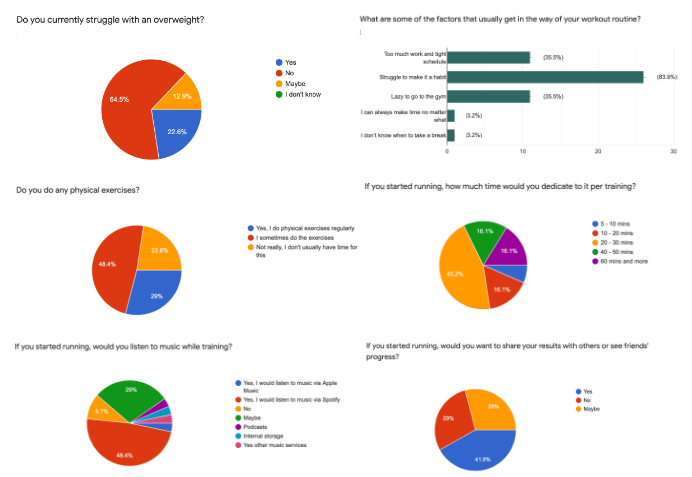 Do you currently struggle with an overweight?
Yes
No
Maybe
I don't know
64.5%
12.9%
22.6%
What are some of the factors that usually get in the way of your workout routine?
Too much work and tight
schedule
(35.5%)
Struggle to make it a habit
(83.9%)
Lazy to go to the gym
(35.5%)
I can always make time no matter
what
(3.2%)
I don't know when to take a break
(3.2%)
0
10
20
30
Do you do any physical exercises?
Yes, I do physical exercises regularly
I sometimes do the exercises
Not really, I don't usually have time for
this
22.6%
48.4%
29%
If you started running, how much time would you dedicate to it per training?
5 - 10 mins
10 - 20 mins
20 - 30 mins
40 - 50 mins
60 mins and more
16.1%
16.1%
45.2%
16.1%
If you started running, would you listen to music while training?
Yes, I would listen to music via Apple
Music
Yes, I would listen to music via Spotify
No
Maybe
Podcasts
Internal storage
Yes other music services
29%
9.7%
48.4%
If you started running, would you want to share your results with others or see friends'
progress?
Yes
No
Maybe
29%
29%
41.9%